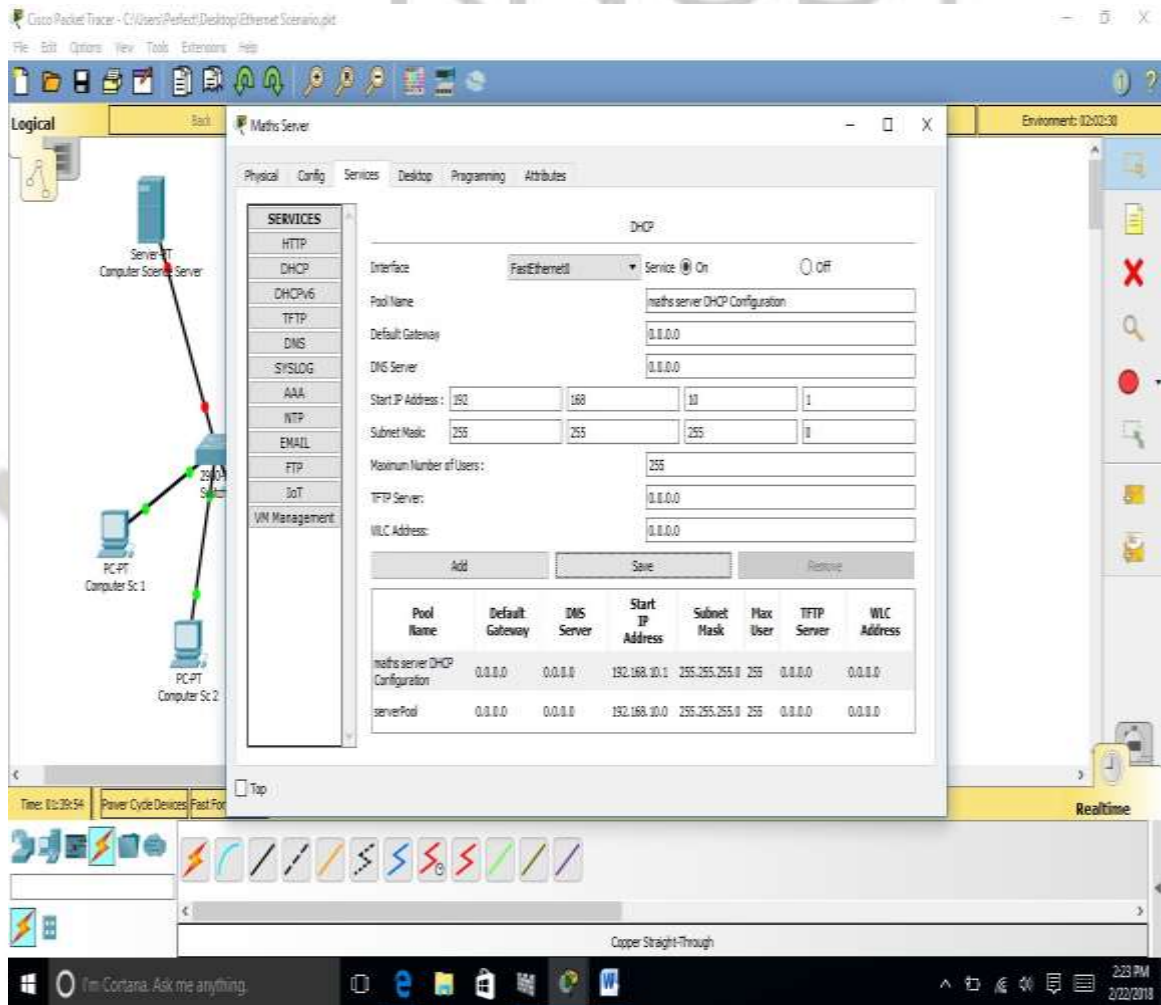 Cisco Packet Tracer - C:\Users\Perfect\Desktop\Ethernet Scenario.pkt
File Edit Options View Tools Extensions Help
Logical
Back
Environment: 02:02:30
Maths Server
Physical Config Services Desktop Programming Attributes
SERVICES
HTTP
DHCP
DHCPv6
TFTP
DNS
SYSLOG
AAA
NTP
EMAIL
FTP
IoT
VM Management
DHCP
Interface FastEthernet0 Service On Off
Pool Name maths server DHCP Configuration
Default Gateway 0.0.0.0
DNS Server 0.0.0.0
Start IP Address : 192 168 10 1
Subnet Mask: 255 255 255 0
Maximum Number of Users : 255
TFTP Server: 0.0.0.0
WLC Address: 0.0.0.0
Add Save Remove
Pool Name Default Gateway DNS Server Start IP Address Subnet Mask Max User TFTP Server WLC Address
maths server DHCP Configuration 0.0.0.0 0.0.0.0 192.168.10.1 255.255.255.0 255 0.0.0.0 0.0.0.0
serverPool 0.0.0.0 0.0.0.0 192.168.10.0 255.255.255.0 255 0.0.0.0 0.0.0.0
Top
Computer Science Server
PC-PT
Computer Sc 1
PC-PT
Computer Sc 2
Time: 01:39:54 Power Cycle Devices Fast For
Realtime
Copper Straight-Through
I'm Cortana. Ask me anything.
2:23 PM
2/22/2018